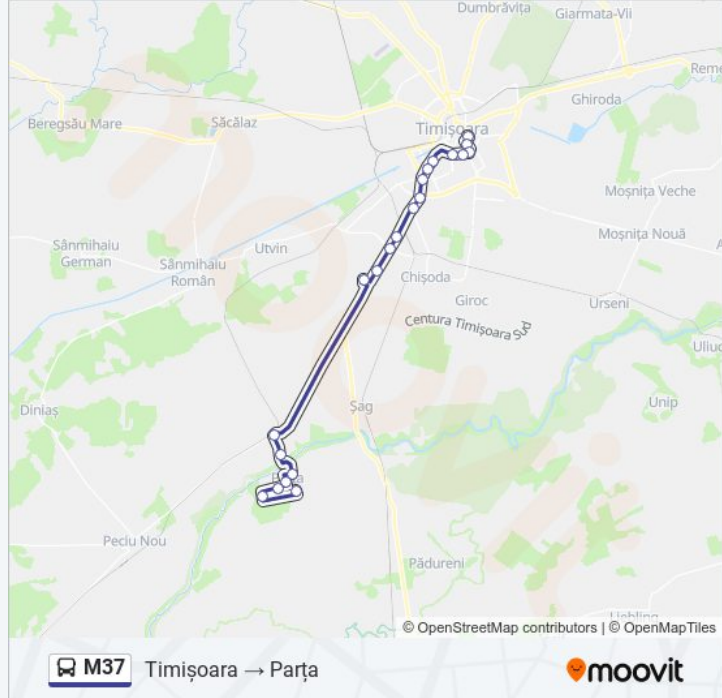 Dumbrăvița
Giarmata-Vii
Reme
Ghiroda
Beregsău Mare
Săcălaz
Timișoara
Moșnița Veche
Moșnița Nouă
Sânmihaiu
German
Utvin
Sânmihaiu
Român
Chișoda
Giroc
Urseni
Centura Timișoara Sud
Uliuc
Diniaș
Șag
Unip
Peciu Nou
Pădureni
Liebling
© OpenStreetMap contributors | © OpenMapTiles
M37 Timișoara → Parța
moovit